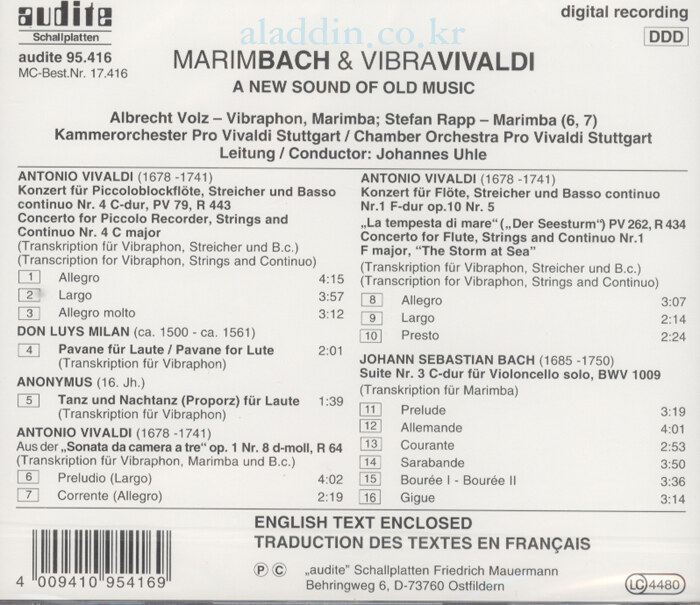 audite
Schallplatten
audite 95.416
MC-Best.Nr. 17.416
aladdin.co.kr
digital recording
DDD
MARIMBACH & VIBRAVIVALDI
A NEW SOUND OF OLD MUSIC
Albrecht Volz – Vibraphon, Marimba; Stefan Rapp – Marimba (6, 7)
Kammerorchester Pro Vivaldi Stuttgart / Chamber Orchestra Pro Vivaldi Stuttgart
Leitung / Conductor: Johannes Uhle
ANTONIO VIVALDI (1678 -1741)
Konzert für Piccoloblockflöte, Streicher und Basso
continuo Nr. 4 C-dur, PV 79, R 443
Concerto for Piccolo Recorder, Strings and
Continuo Nr. 4 C major
(Transkription für Vibraphon, Streicher und B.c.)
(Transcription for Vibraphon, Strings and Continuo)
1 Allegro 4:15
2 Largo 3:57
3 Allegro molto 3:12
DON LUYS MILAN (ca. 1500 - ca. 1561)
4 Pavane für Laute / Pavane for Lute 2:01
(Transkription für Vibraphon)
ANONYMUS (16. Jh.)
5 Tanz und Nachtanz (Proporz) für Laute 1:39
(Transkription für Vibraphon)
ANTONIO VIVALDI (1678 -1741)
Aus der „Sonata da camera a tre“ op. 1 Nr. 8 d-moll, R 64
(Transkription für Vibraphon, Marimba und B.c.)
6 Preludio (Largo) 4:02
7 Corrente (Allegro) 2:19
ANTONIO VIVALDI (1678 -1741)
Konzert für Flöte, Streicher und Basso continuo
Nr.1 F-dur op.10 Nr. 5
„La tempesta di mare“ („Der Seesturm“) PV 262, R 434
Concerto for Flute, Strings and Continuo Nr.1
F major, “The Storm at Sea”
(Transkription für Vibraphon, Streicher und B.c.)
(Transcription for Vibraphon, Strings and Continuo)
8 Allegro 3:07
9 Largo 2:14
10 Presto 2:24
JOHANN SEBASTIAN BACH (1685 -1750)
Suite Nr. 3 C-dur für Violoncello solo, BWV 1009
(Transkription für Marimba)
11 Prelude 3:19
12 Allemande 4:01
13 Courante 2:53
14 Sarabande 3:50
15 Bourée I - Bourée II 3:36
16 Gigue 3:14
4 009410 954169
ENGLISH TEXT ENCLOSED
TRADUCTION DES TEXTES EN FRANÇAIS
Ⓟ © „audite“ Schallplatten Friedrich Mauermann
Behringweg 6, D-73760 Ostfildern
LC 4480